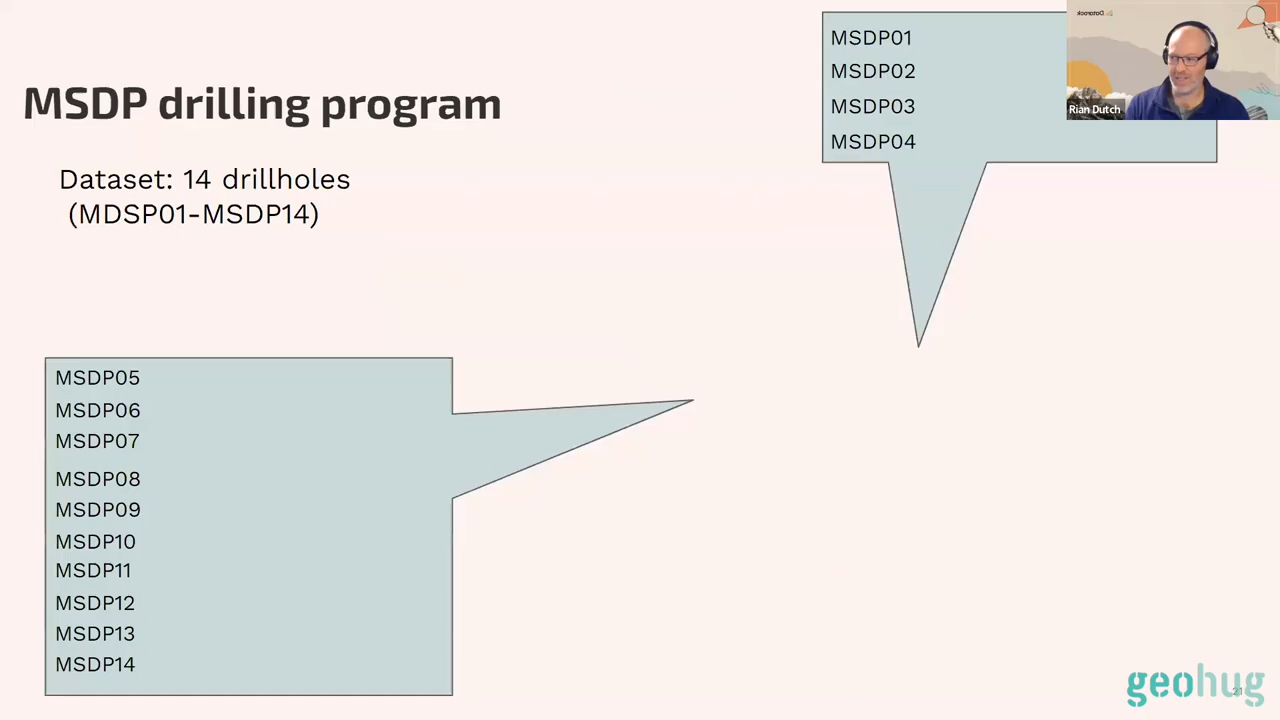 MSDP drilling program
Dataset: 14 drillholes
(MDSP01-MSDP14)
MSDP01
MSDP02
MSDP03
MSDP04
Rian Dutch
MSDP05
MSDP06
MSDP07
MSDP08
MSDP09
MSDP10
MSDP11
MSDP12
MSDP13
MSDP14
geohug
21